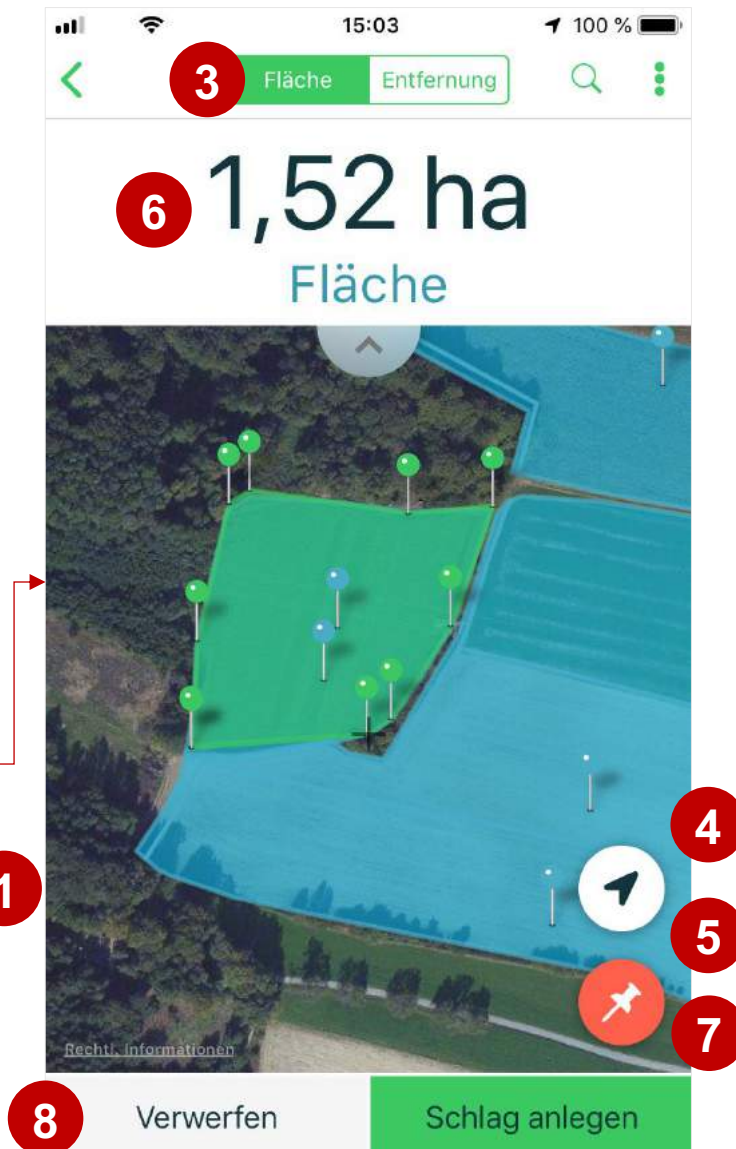 15:03
100 %
3
Fläche
Entfernung
6
1,52 ha
Fläche
4
1
5
7
Rechtl. Informationen
8
Verwerfen
Schlag anlegen